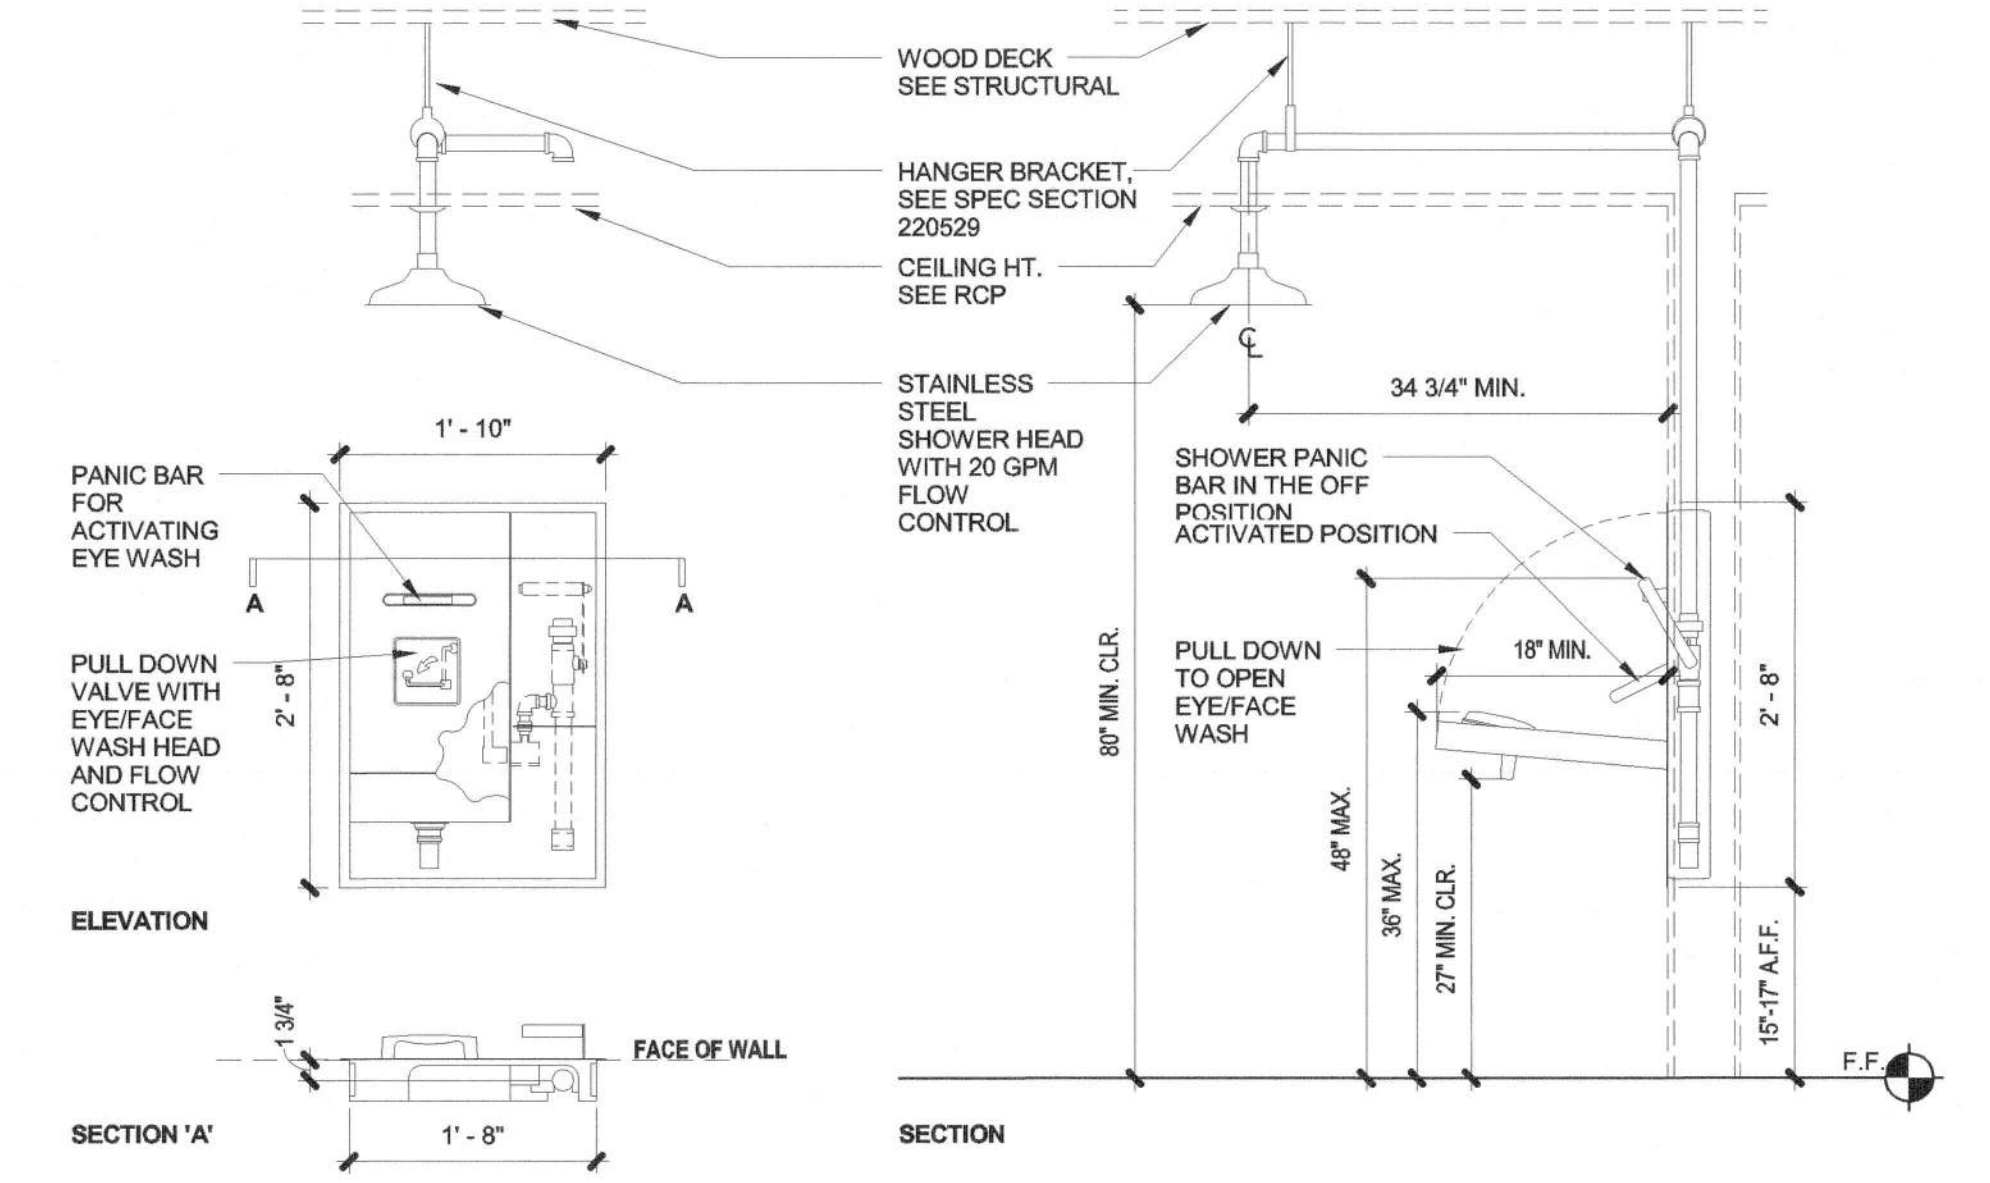 WOOD DECK
SEE STRUCTURAL
HANGER BRACKET,
SEE SPEC SECTION
220529
CEILING HT.
SEE RCP
STAINLESS
STEEL
SHOWER HEAD
WITH 20 GPM
FLOW
CONTROL
1' - 10"
PANIC BAR
FOR
ACTIVATING
EYE WASH
A
A
PULL DOWN
VALVE WITH
EYE/FACE
WASH HEAD
AND FLOW
CONTROL
2' - 8"
ELEVATION
1 3/4"
FACE OF WALL
SECTION 'A'
1' - 8"
CL
34 3/4" MIN.
SHOWER PANIC
BAR IN THE OFF
POSITION
ACTIVATED POSITION
PULL DOWN
TO OPEN
EYE/FACE
WASH
18" MIN.
80" MIN. CLR.
48" MAX.
36" MAX.
27" MIN. CLR.
2' - 8"
15"-17" A.F.F.
F.F.
SECTION